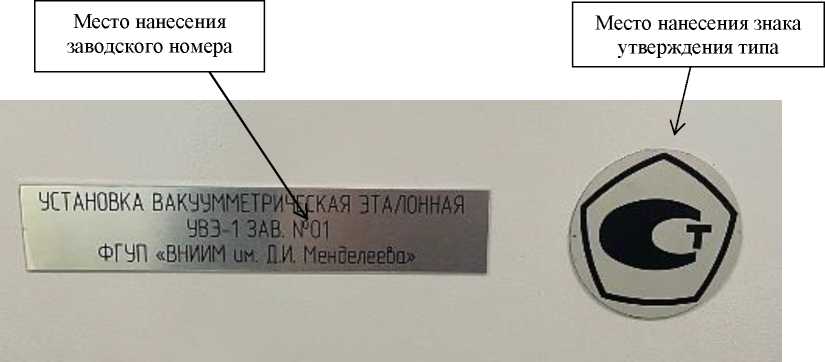 Место нанесения
заводского номера
Место нанесения знака
утверждения типа
УСТАНОВКА ВАКУУММЕТРИЧЕСКАЯ ЭТАЛОННАЯ
УВЭ-1 ЗАВ. №01
ФГУП «ВНИИМ им. Д.И. Менделеева»
СТ